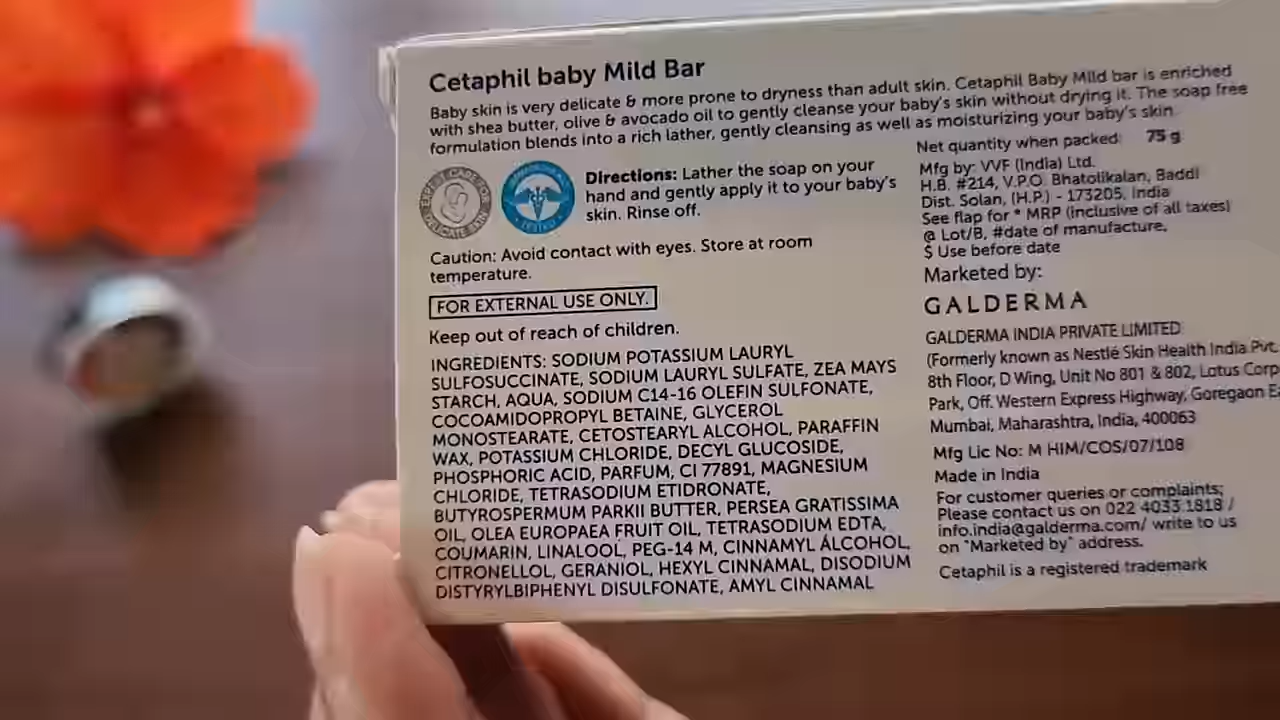 Cetaphil baby Mild Bar
Baby skin is very delicate & more prone to dryness than adult skin. Cetaphil Baby Mild bar is enriched
with shea butter, olive & avocado oil to gently cleanse your baby's skin without drying it. The soap free
formulation blends into a rich lather, gently cleansing as well as moisturizing your baby's skin.
EXPERT CARE FOR
DELICATE SKIN
TESTED
Directions: Lather the soap on your
hand and gently apply it to your baby's
skin. Rinse off.
Caution: Avoid contact with eyes. Store at room
temperature.
FOR EXTERNAL USE ONLY.
Keep out of reach of children.
INGREDIENTS: SODIUM POTASSIUM LAURYL
SULFOSUCCINATE, SODIUM LAURYL SULFATE, ZEA MAYS
STARCH, AQUA, SODIUM C14-16 OLEFIN SULFONATE,
COCOAMIDOPROPYL BETAINE, GLYCEROL
MONOSTEARATE, CETOSTEARYL ALCOHOL, PARAFFIN
WAX, POTASSIUM CHLORIDE, DECYL GLUCOSIDE,
PHOSPHORIC ACID, PARFUM, CI 77891, MAGNESIUM
CHLORIDE, TETRASODIUM ETIDRONATE,
BUTYROSPERMUM PARKII BUTTER, PERSEA GRATISSIMA
OIL, OLEA EUROPAEA FRUIT OIL, TETRASODIUM EDTA,
COUMARIN, LINALOOL, PEG-14 M, CINNAMYL ALCOHOL,
CITRONELLOL, GERANIOL, HEXYL CINNAMAL, DISODIUM
DISTYRYLBIPHENYL DISULFONATE, AMYL CINNAMAL
Net quantity when packed: 75 g
Mfg by: VVF (India) Ltd.
H.B. #214, V.P.O. Bhatolikalan, Baddi
Dist. Solan, (H.P.) - 173205, India
See flap for * MRP (inclusive of all taxes)
@ Lot/B, #date of manufacture,
$ Use before date
Marketed by:
GALDERMA
GALDERMA INDIA PRIVATE LIMITED
(Formerly known as Nestlé Skin Health India Pvt.
8th Floor, D Wing, Unit No 801 & 802, Lotus Corp
Park, Off. Western Express Highway, Goregaon E
Mumbai, Maharashtra, India, 400063
Mfg Lic No: M HIM/COS/07/108
Made in India
For customer queries or complaints;
Please contact us on 022 4033 1818 /
info.india@galderma.com/ write to us
on "Marketed by" address.
Cetaphil is a registered trademark